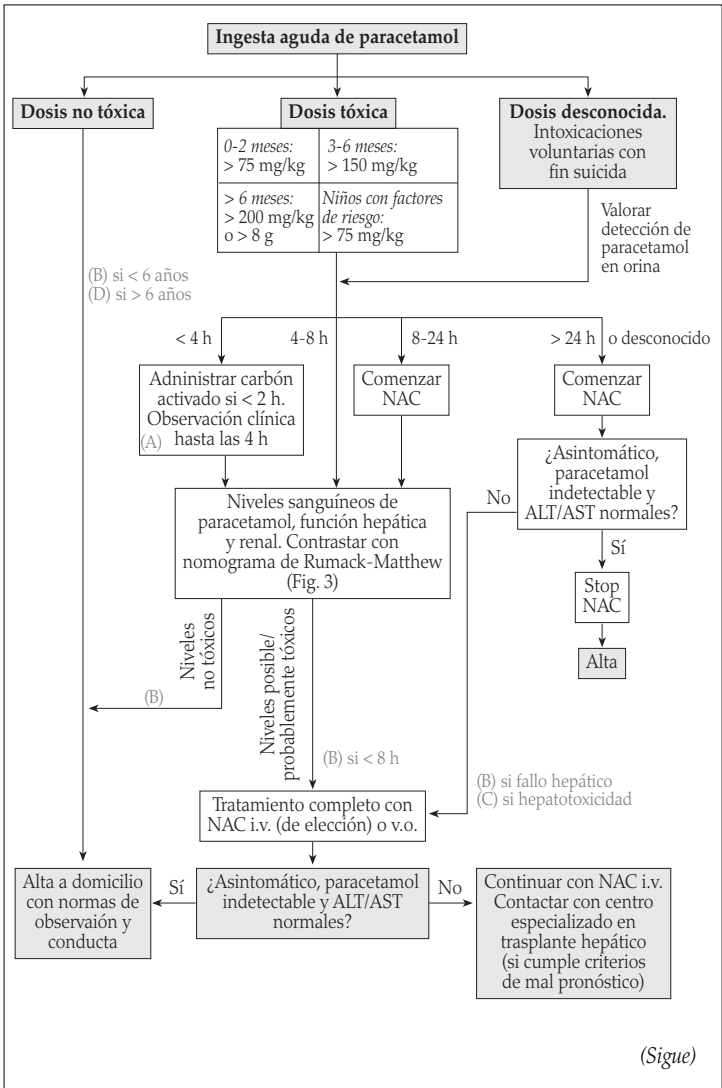 Ingesta aguda de paracetamol
Dosis no tóxica
Dosis tóxica
Dosis desconocida.
Intoxicaciones
voluntarias con
fin suicida
0-2 meses:
> 75 mg/kg
3-6 meses:
> 150 mg/kg
> 6 meses:
> 200 mg/kg
o > 8 g
Niños con factores
de riesgo:
> 75 mg/kg
Valorar
detección de
paracetamol
en orina
(B) si < 6 años
(D) si > 6 años
< 4 h
4-8 h
8-24 h
> 24 h o desconocido
Adninistrar carbón
activado si < 2 h.
Observación clínica
(A) hasta las 4 h
Comenzar
NAC
Comenzar
NAC
¿Asintomático,
paracetamol
indetectable y
ALT/AST normales?
No
Sí
Stop
NAC
Alta
Niveles sanguíneos de
paracetamol, función hepática
y renal. Contrastar con
nomograma de Rumack-Matthew
(Fig. 3)
Niveles
no tóxicos
(B)
Niveles posible/
probablemente tóxicos
(B) si < 8 h
(B) si fallo hepático
(C) si hepatotoxicidad
Tratamiento completo con
NAC i.v. (de elección) o v.o.
Alta a domicilio
con normas de
observaión y
conducta
Sí
¿Asintomático, paracetamol
indetectable y ALT/AST
normales?
No
Continuar con NAC i.v.
Contactar con centro
especializado en
trasplante hepático
(si cumple criterios
de mal pronóstico)
(Sigue)